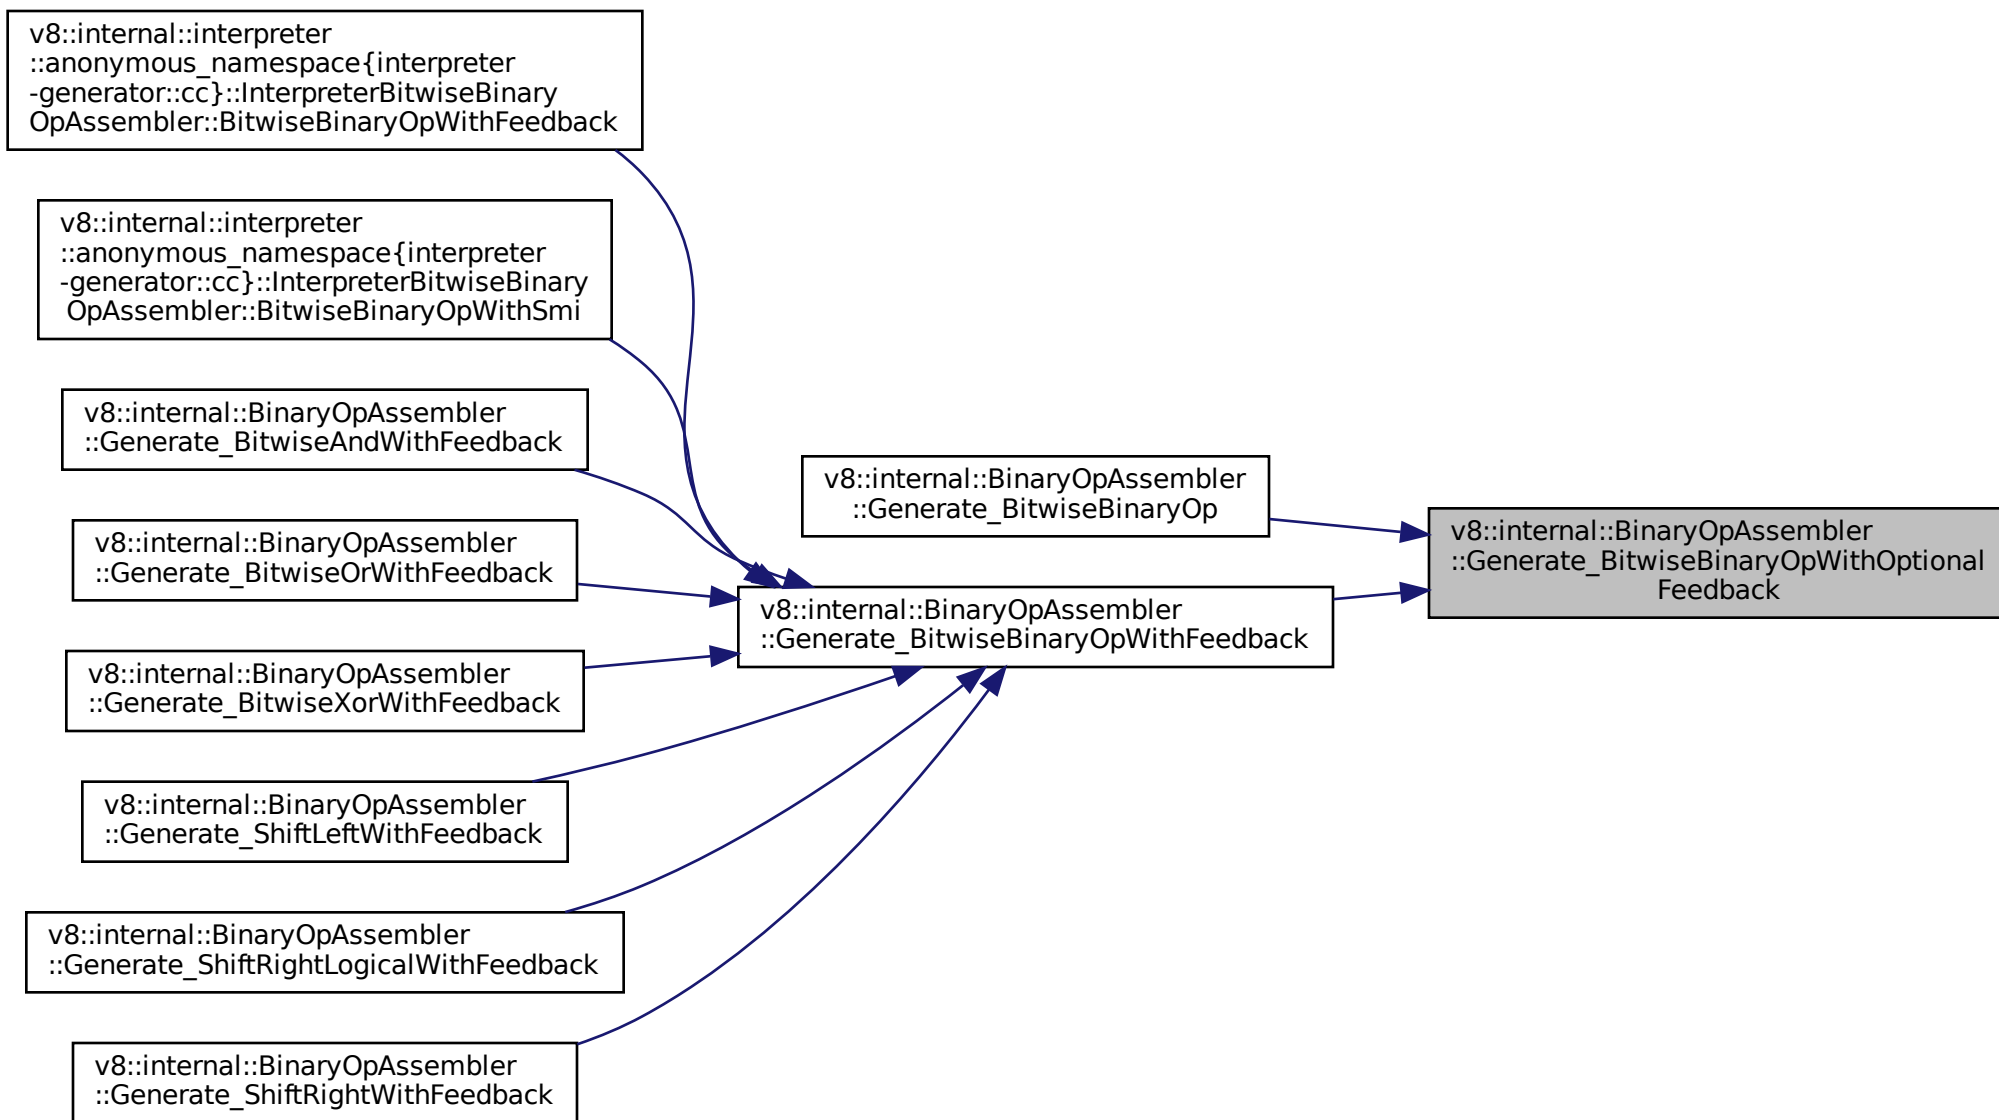 v8::internal::interpreter
::anonymous_namespace{interpreter
-generator::cc}::InterpreterBitwiseBinary
OpAssembler::BitwiseBinaryOpWithFeedback
v8::internal::interpreter
::anonymous_namespace{interpreter
-generator::cc}::InterpreterBitwiseBinary
OpAssembler::BitwiseBinaryOpWithSmi
v8::internal::BinaryOpAssembler
::Generate_BitwiseAndWithFeedback
v8::internal::BinaryOpAssembler
::Generate_BitwiseOrWithFeedback
v8::internal::BinaryOpAssembler
::Generate_BitwiseXorWithFeedback
v8::internal::BinaryOpAssembler
::Generate_ShiftLeftWithFeedback
v8::internal::BinaryOpAssembler
::Generate_ShiftRightLogicalWithFeedback
v8::internal::BinaryOpAssembler
::Generate_ShiftRightWithFeedback
v8::internal::BinaryOpAssembler
::Generate_BitwiseBinaryOp
v8::internal::BinaryOpAssembler
::Generate_BitwiseBinaryOpWithFeedback
v8::internal::BinaryOpAssembler
::Generate_BitwiseBinaryOpWithOptional
Feedback